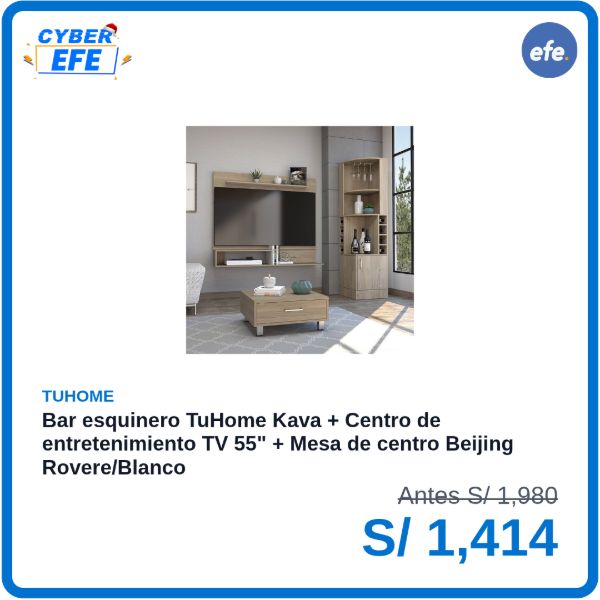 CYBER
EFE
efe.
TUHOME
Bar esquinero TuHome Kava + Centro de
entretenimiento TV 55" + Mesa de centro Beijing
Rovere/Blanco
Antes S/ 1,980
S/ 1,414